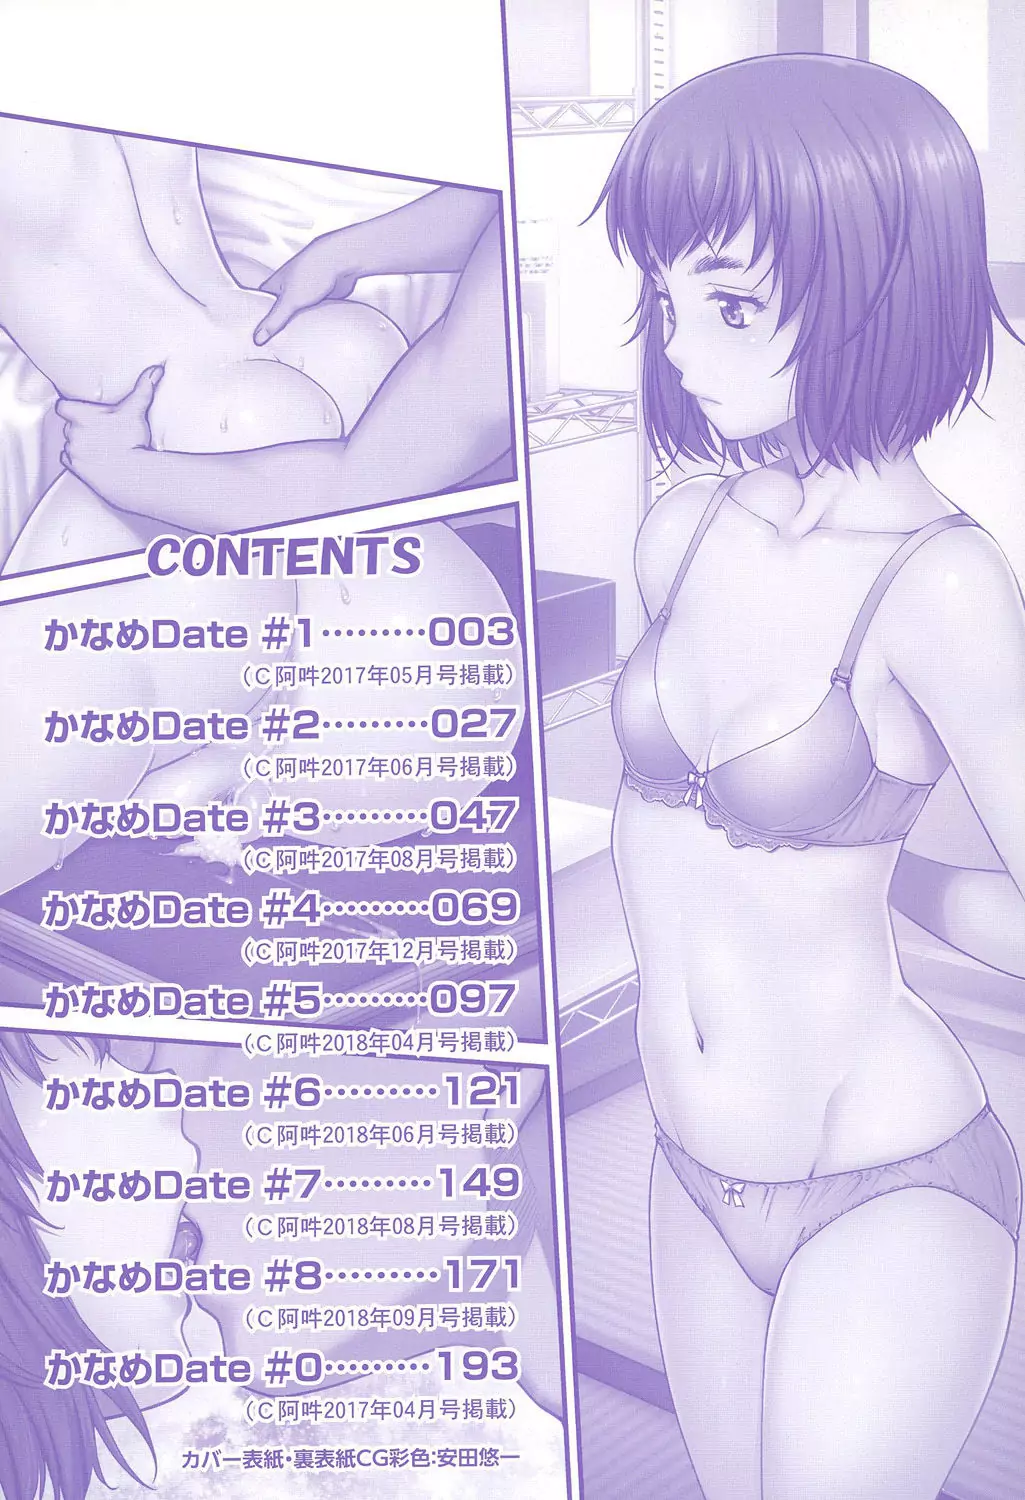 CONTENTS
かなめDate #1………003
(C阿吽2017年05月号掲載)
かなめDate #2………027
(C阿吽2017年06月号掲載)
かなめDate #3………047
(C阿吽2017年08月号掲載)
かなめDate #4………069
(C阿吽2017年12月号掲載)
かなめDate #5………097
(C阿吽2018年04月号掲載)
かなめDate #6………121
(C阿吽2018年06月号掲載)
かなめDate #7………149
(C阿吽2018年08月号掲載)
かなめDate #8………171
(C阿吽2018年09月号掲載)
かなめDate #0………193
(C阿吽2017年04月号掲載)
カバー表紙・裏表紙CG彩色:安田悠一